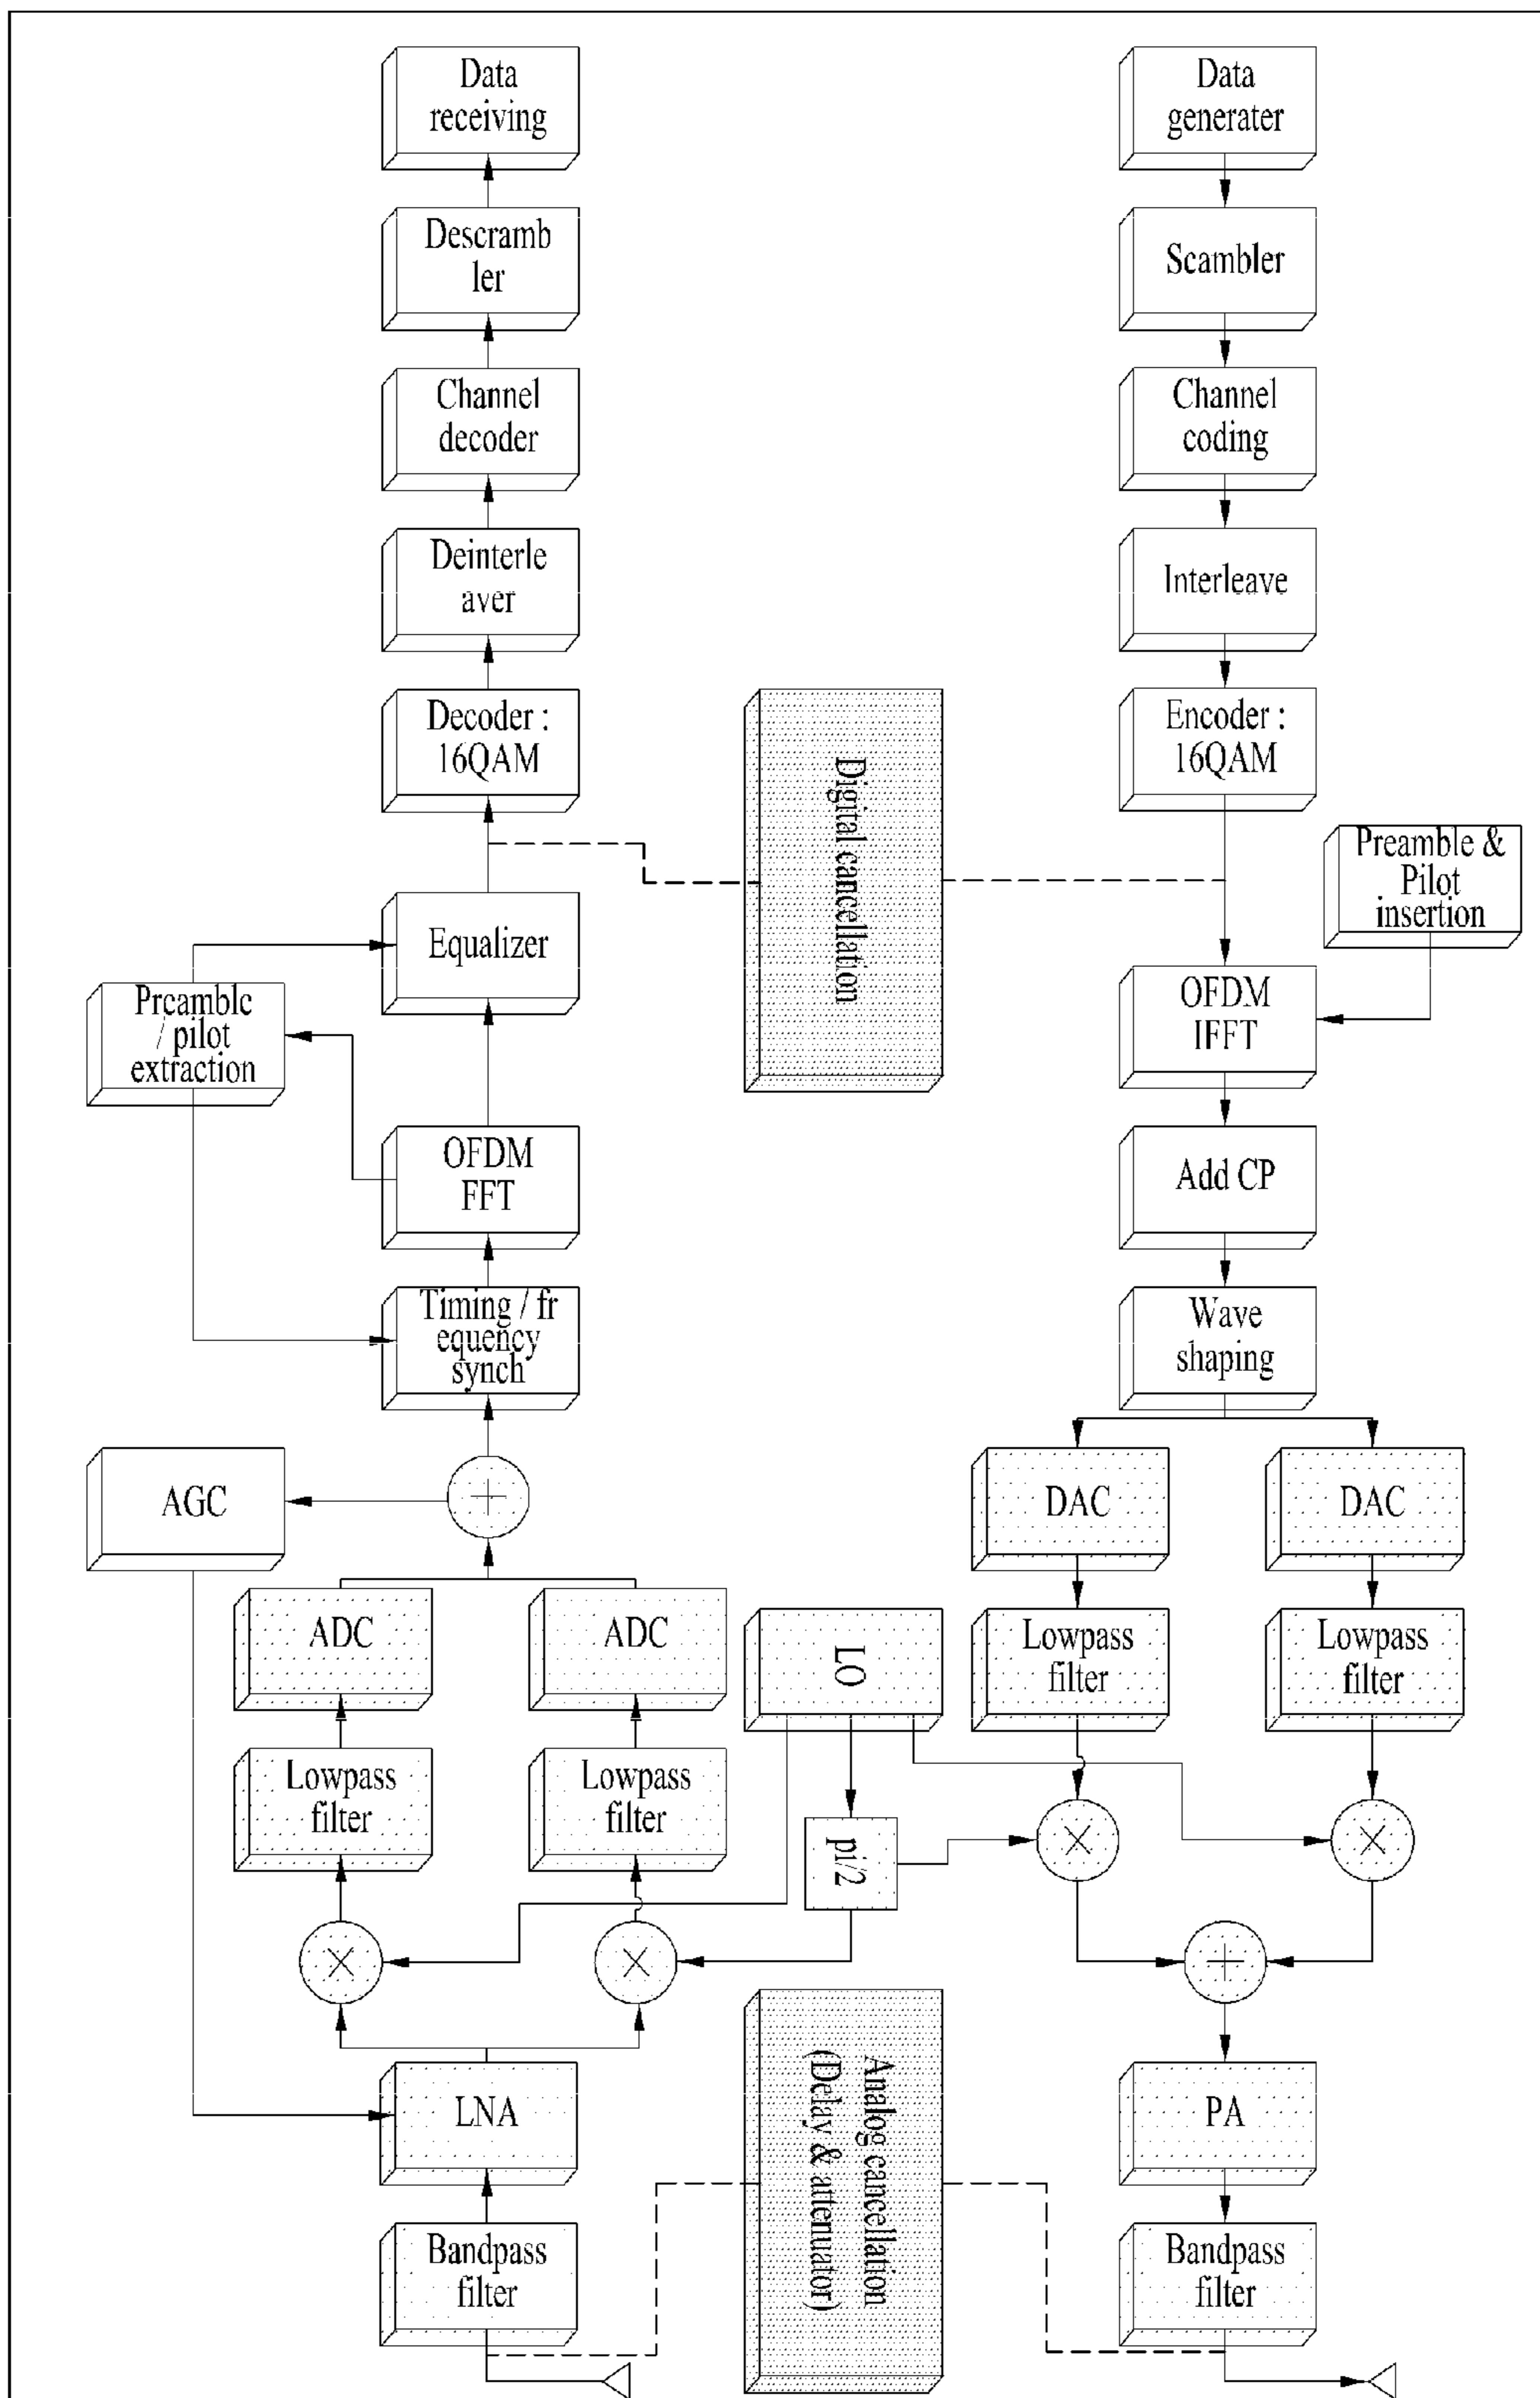 Data
receiving
Descramb
ler
Channel
decoder
Deinterle
aver
Decoder :
16QAM
Equalizer
Preamble
/ pilot
extraction
OFDM
FFT
Timing / fr
equency
synch
AGC
+
ADC
ADC
Lowpass
filter
Lowpass
filter
×
×
LNA
Bandpass
filter
Digital cancellation
LO
pi/2
Analog cancellation
(Delay & attenuator)
Data
generater
Scambler
Channel
coding
Interleave
Encoder :
16QAM
Preamble &
Pilot
insertion
OFDM
IFFT
Add CP
Wave
shaping
DAC
DAC
Lowpass
filter
Lowpass
filter
×
×
+
PA
Bandpass
filter